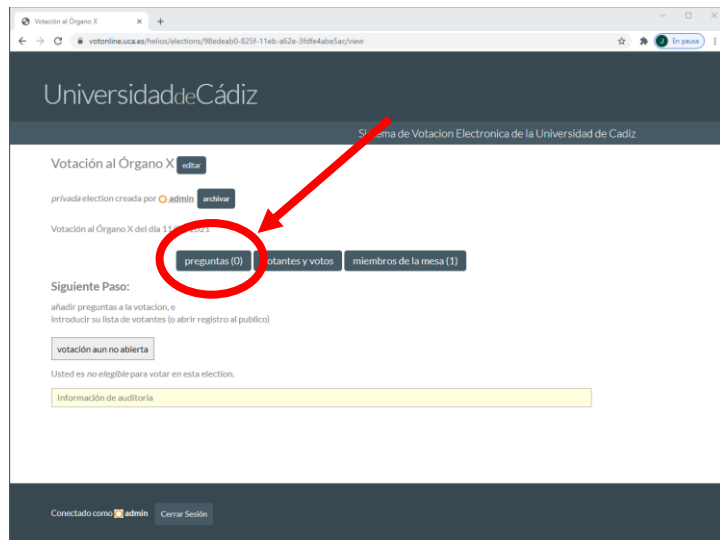 Votación al Órgano X
votonline.uca.es/helios/elections/98edeab0-825f-11eb-a62e-3fdfe4abe5ac/view
J En pausa
UniversidaddeCádiz
Sistema de Votacion Electronica de la Universidad de Cadiz
Votación al Órgano X editar
privada election creada por admin archivar
Votación al Órgano X del día 11 2021
preguntas (0) votantes y votos miembros de la mesa (1)
Siguiente Paso:
añadir preguntas a la votacion, e
introducir su lista de votantes (o abrir registro al publico)
votación aun no abierta
Usted es no elegible para votar en esta election.
Información de auditoría
Conectado como admin Cerrar Sesión